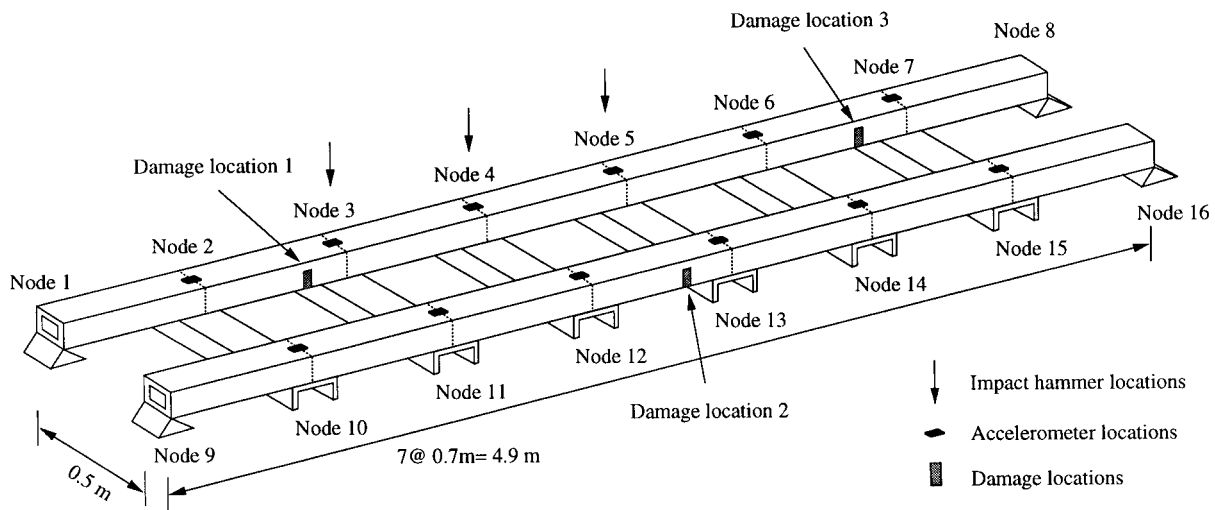 Damage location 3
Node 8
Node 7
Node 6
Node 5
Damage location 1
Node 4
Node 3
Node 2
Node 1
Node 16
Node 15
Node 14
Node 13
Node 12
Node 11
Damage location 2
Node 10
Node 9
7@ 0.7m= 4.9 m
0.5 m
Impact hammer locations
Accelerometer locations
Damage locations